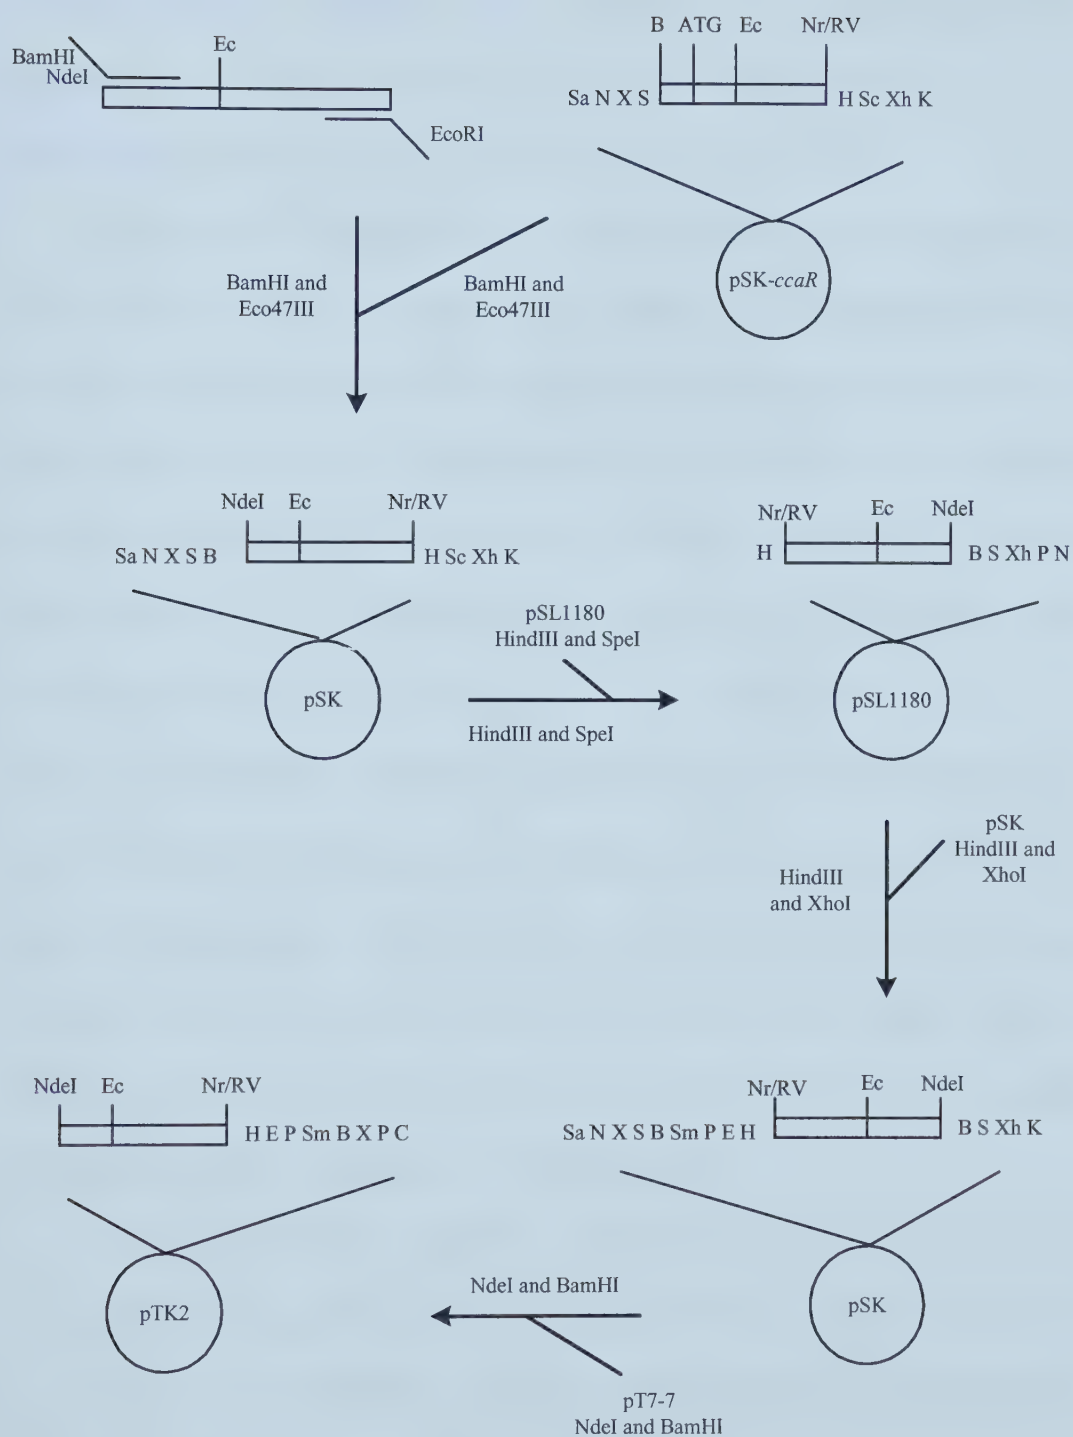 BamHI
NdeI
Ec
EcoRI
B ATG Ec Nr/RV
Sa N X S
H Sc Xh K
pSK-ccaR
BamHI and
Eco47III
BamHI and
Eco47III
NdeI Ec Nr/RV
Sa N X S B
H Sc Xh K
pSK
pSL1180
HindIII and SpeI
HindIII and SpeI
Nr/RV Ec NdeI
H
B S Xh P N
pSL1180
HindIII
and XhoI
pSK
HindIII and
XhoI
NdeI Ec Nr/RV
H E P Sm B X P C
pTK2
Nr/RV Ec NdeI
Sa N X S B Sm P E H
B S Xh K
pSK
NdeI and BamHI
pT7-7
NdeI and BamHI